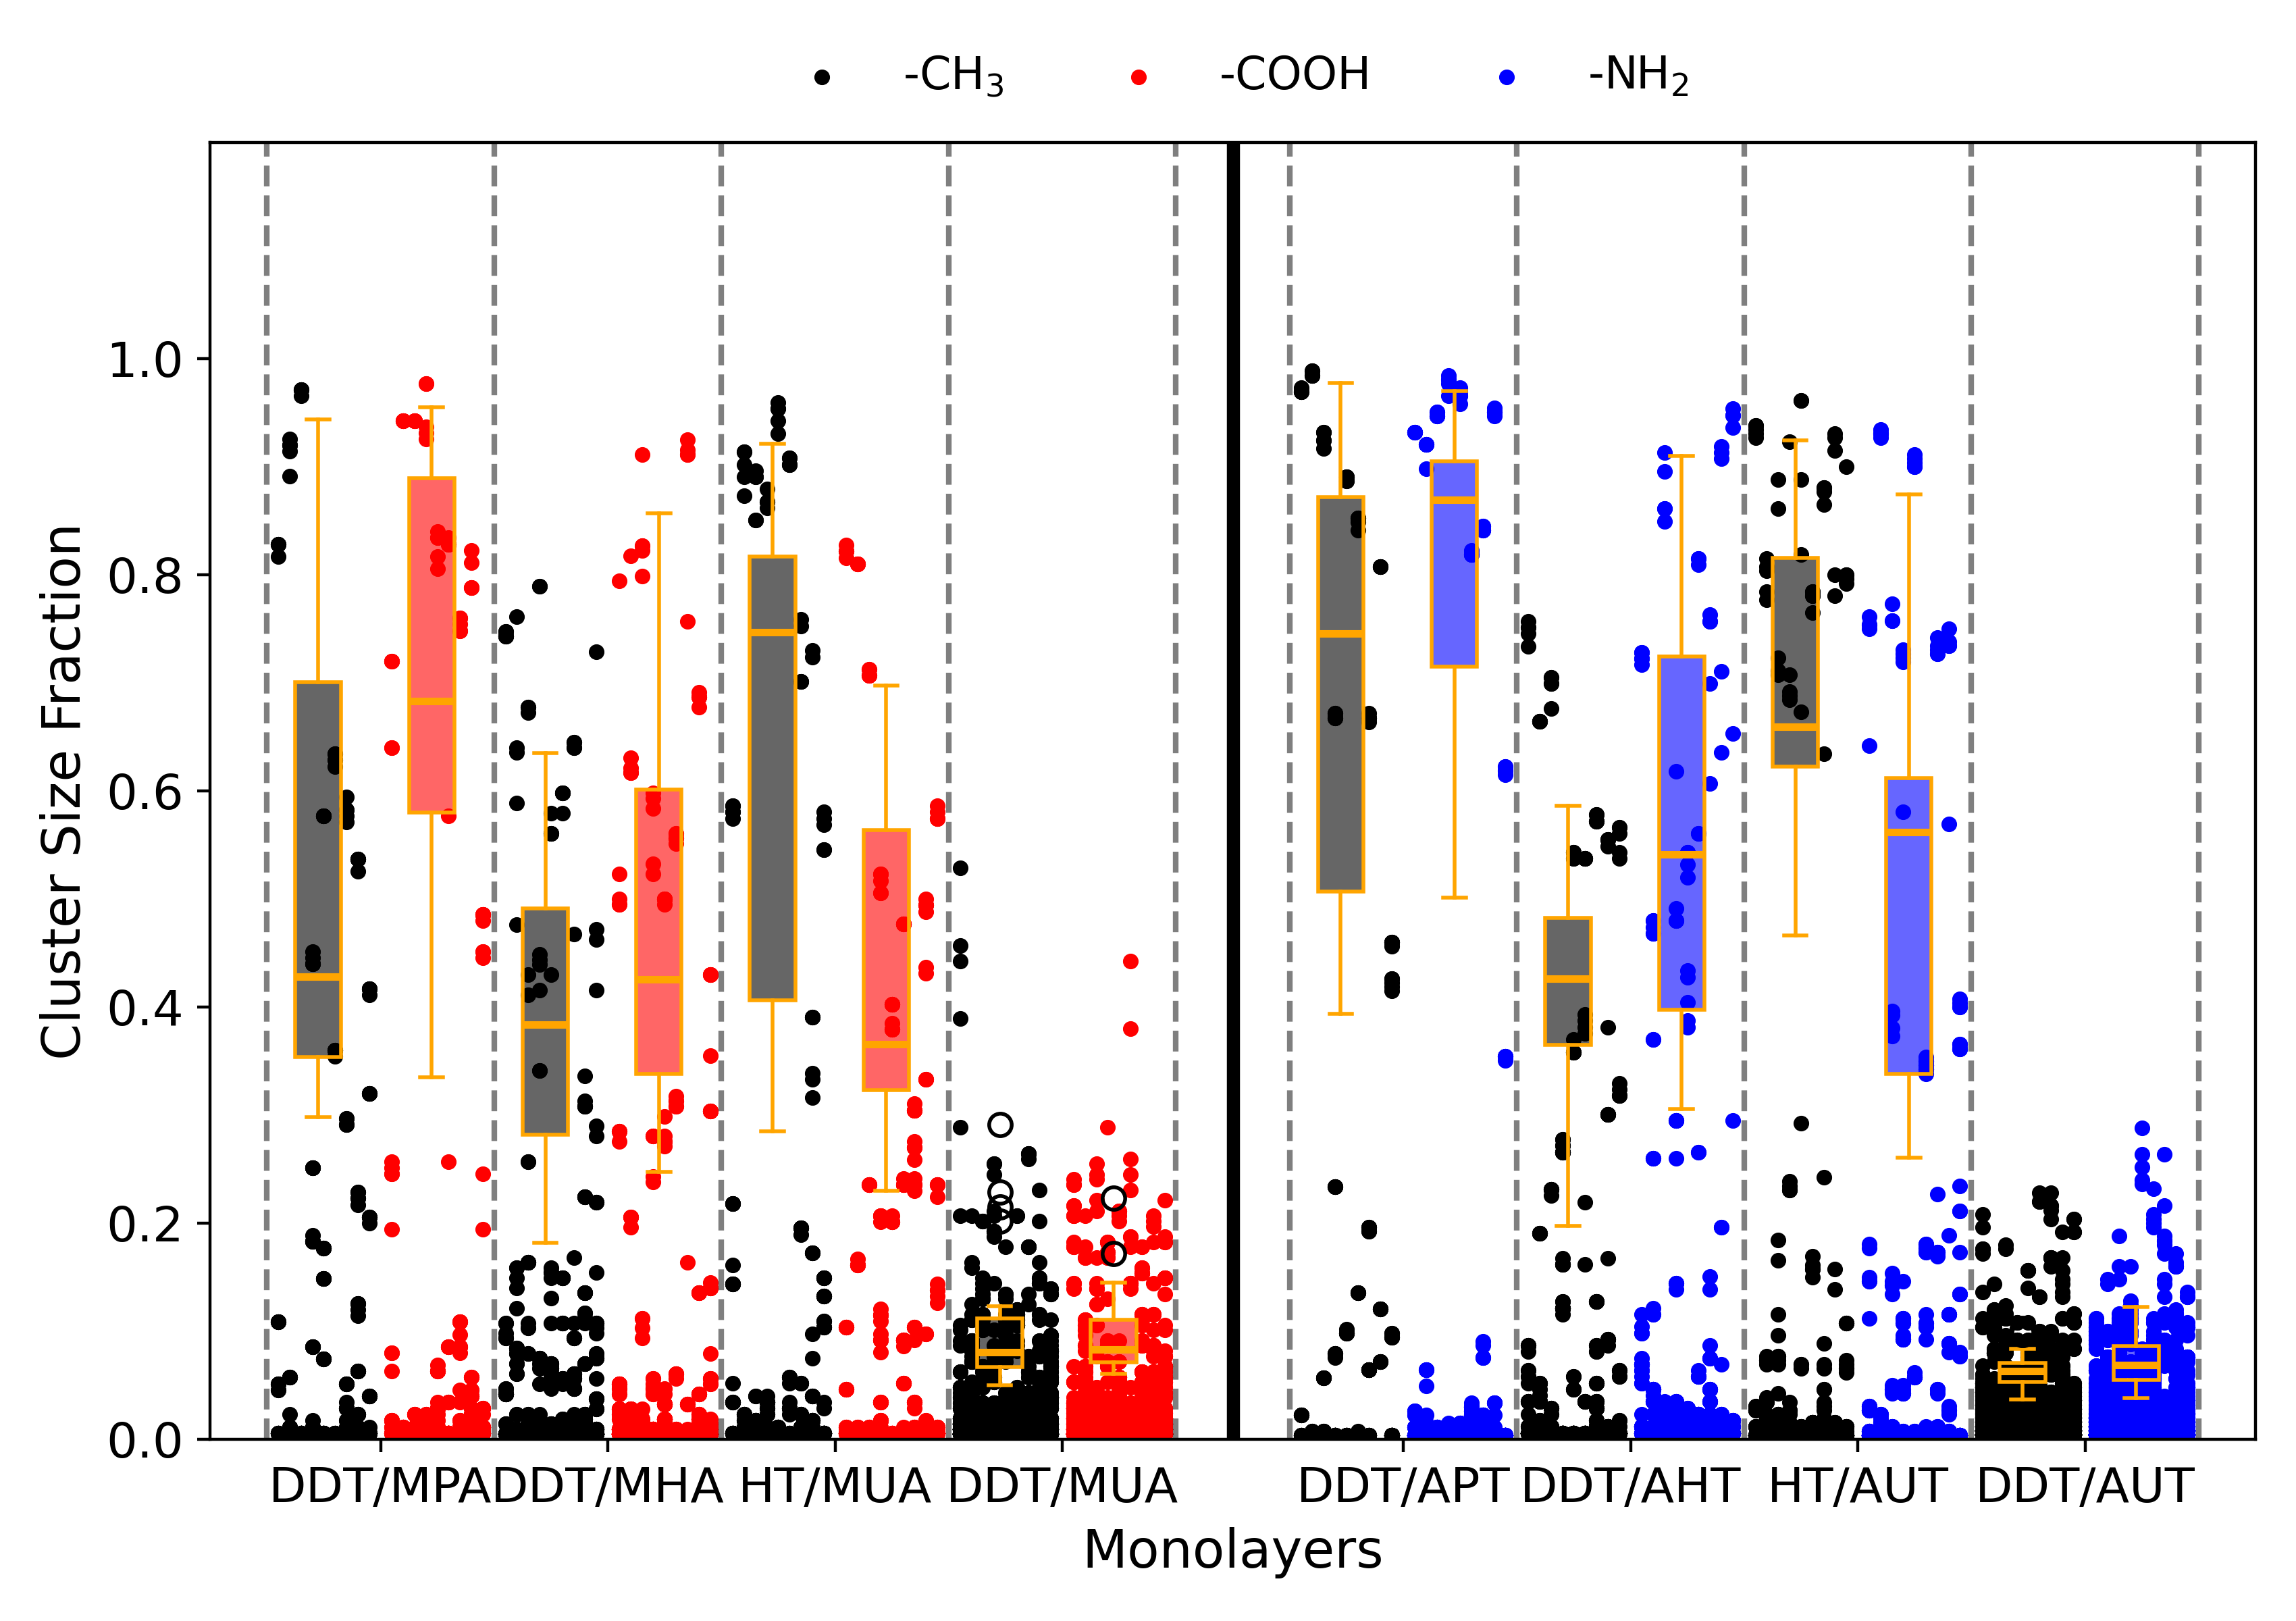 -CH₃ -COOH -NH₂
Cluster Size Fraction
1.0
0.8
0.6
0.4
0.2
0.0
DDT/MPA DDT/MHA HT/MUA DDT/MUA DDT/APT DDT/AHT HT/AUT DDT/AUT
Monolayers